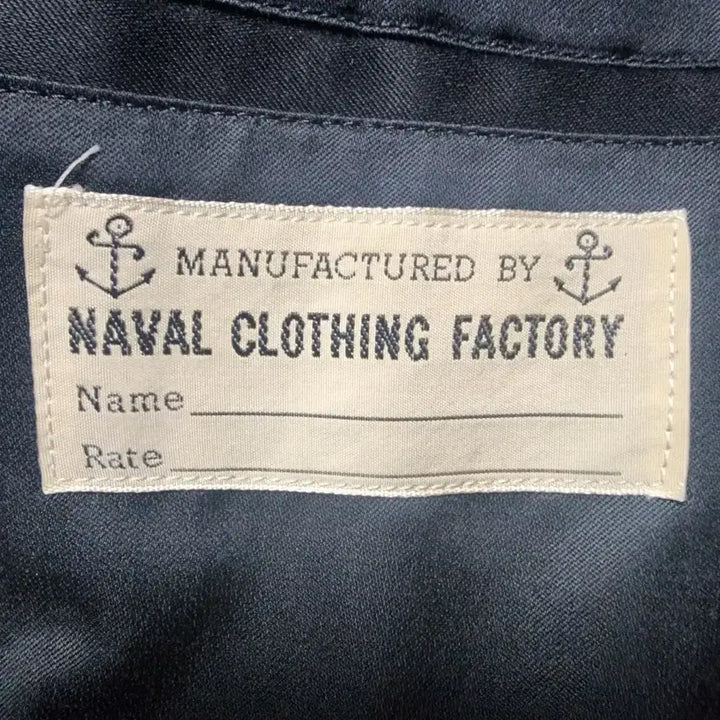 MANUFACTURED BY
NAVAL CLOTHING FACTORY
Name
Rate